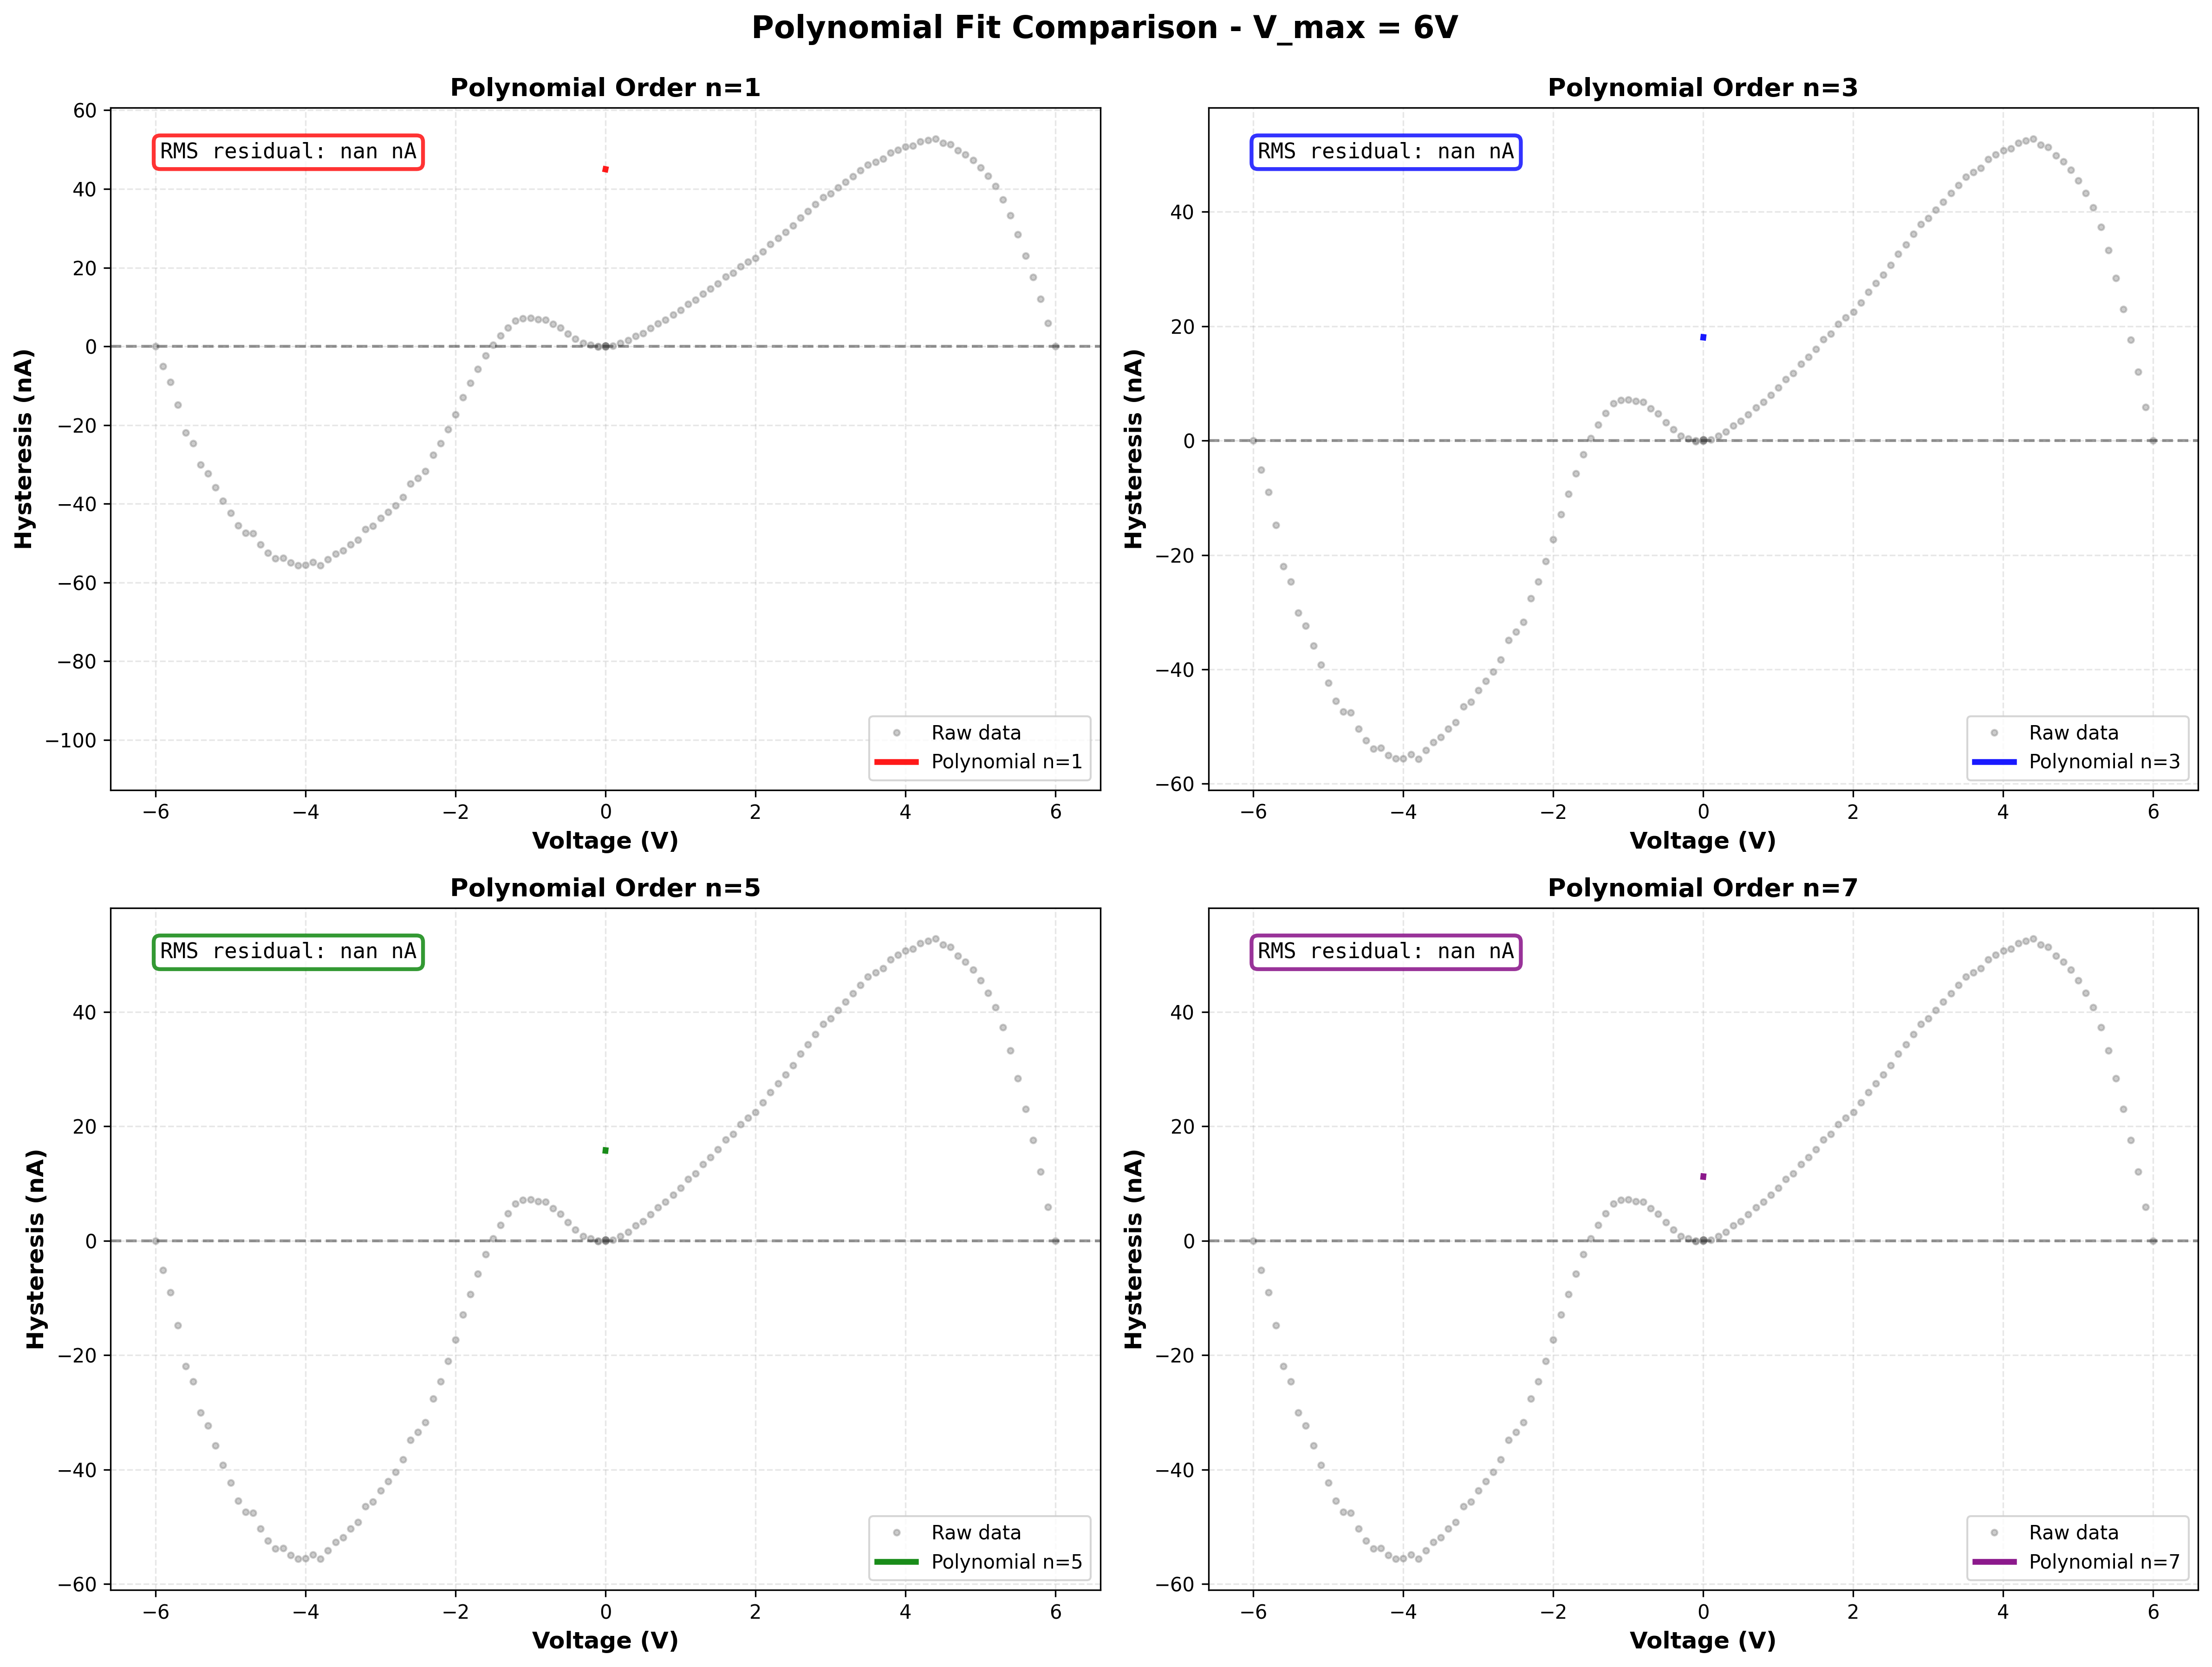 Polynomial Fit Comparison - V_max = 6V
Polynomial Order n=1
RMS residual: nan nA
Hysteresis (nA)
60
40
20
0
−20
−40
−60
−80
−100
−6
−4
−2
0
2
4
6
Voltage (V)
Raw data
Polynomial n=1
Polynomial Order n=3
RMS residual: nan nA
Hysteresis (nA)
40
20
0
−20
−40
−60
−6
−4
−2
0
2
4
6
Voltage (V)
Raw data
Polynomial n=3
Polynomial Order n=5
RMS residual: nan nA
Hysteresis (nA)
40
20
0
−20
−40
−60
−6
−4
−2
0
2
4
6
Voltage (V)
Raw data
Polynomial n=5
Polynomial Order n=7
RMS residual: nan nA
Hysteresis (nA)
40
20
0
−20
−40
−60
−6
−4
−2
0
2
4
6
Voltage (V)
Raw data
Polynomial n=7